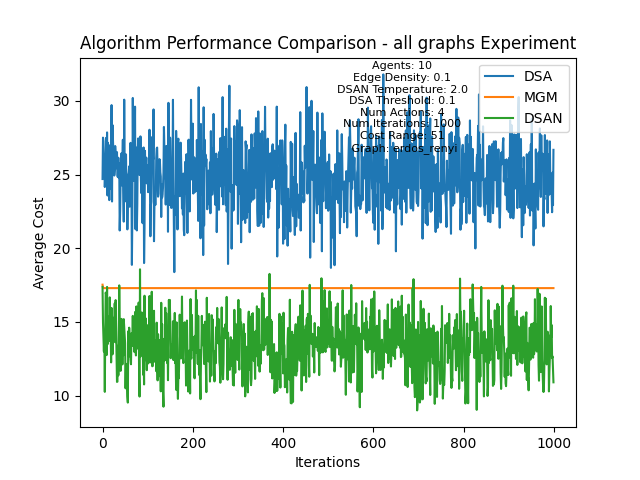 Algorithm Performance Comparison - all graphs Experiment
Agents: 10
Edge Density: 0.1
DSAN Temperature: 2.0
DSA Threshold: 0.1
Num Actions: 4
Num Iterations: 1000
Cost Range: 51
Graph: erdos_renyi
DSA
MGM
DSAN
Average Cost
30
25
20
15
10
0 200 400 600 800 1000
Iterations